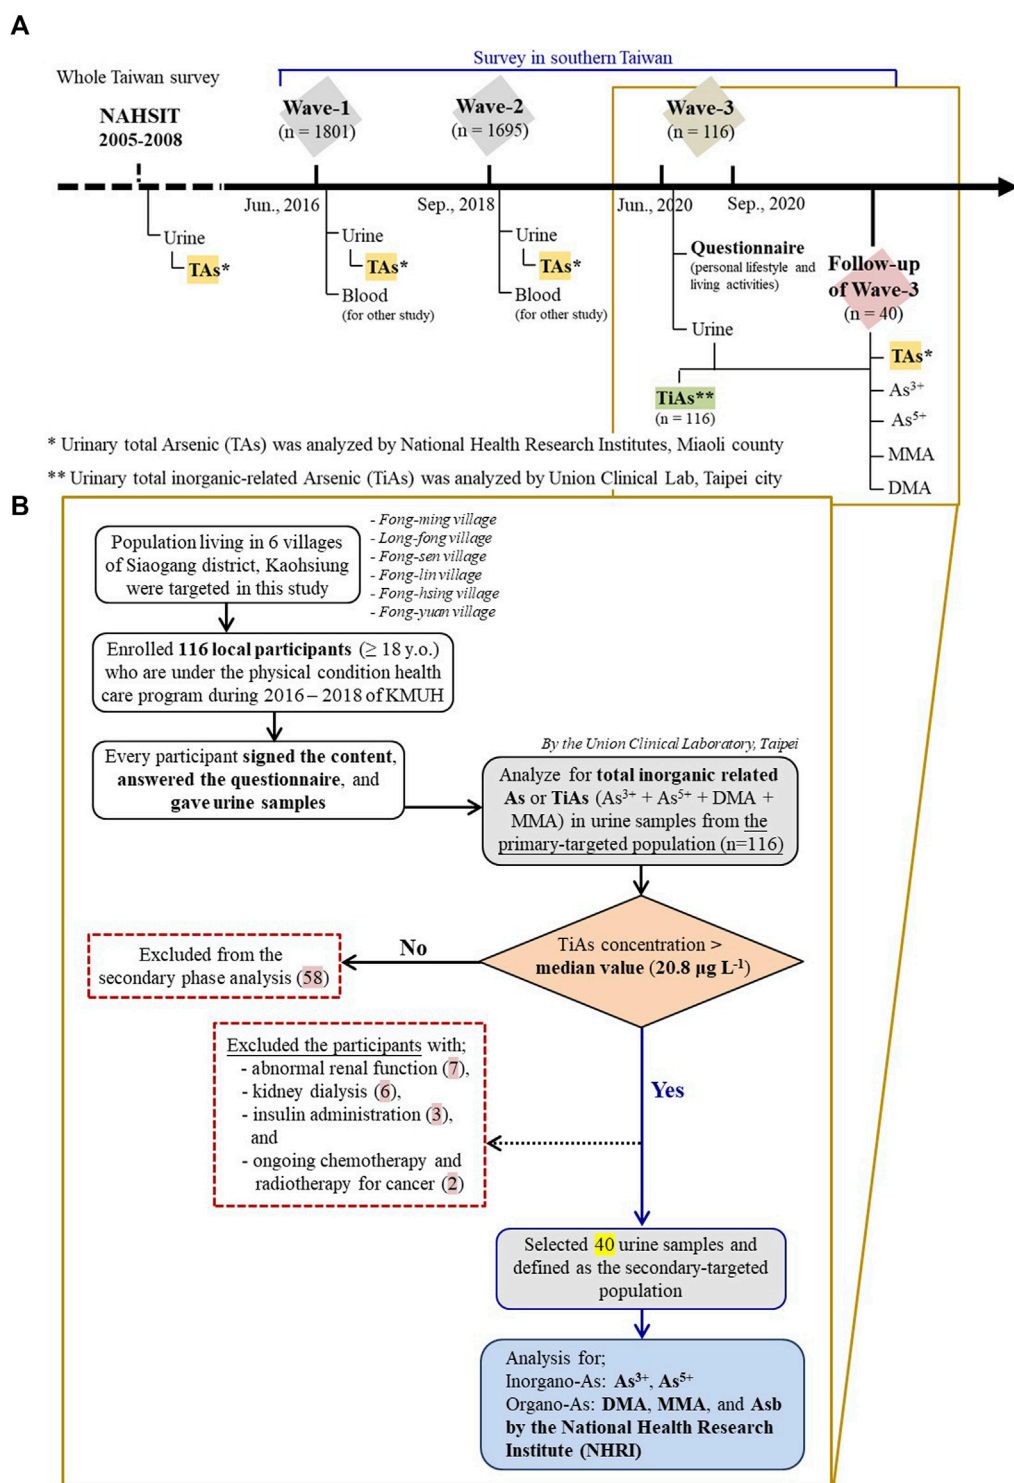 A
Survey in southern Taiwan
Whole Taiwan survey
NAHSIT
2005-2008
Wave-1
(n = 1801)
Wave-2
(n = 1695)
Wave-3
(n = 116)
Jun., 2016
Sep., 2018
Jun., 2020
Sep., 2020
Urine
TAs*
Urine
TAs*
Blood
(for other study)
Urine
TAs*
Blood
(for other study)
Questionnaire
(personal lifestyle and
living activities)
Urine
TiAs**
(n = 116)
Follow-up
of Wave-3
(n = 40)
TAs*
As3+
As5+
MMA
DMA
* Urinary total Arsenic (TAs) was analyzed by National Health Research Institutes, Miaoli county
** Urinary total inorganic-related Arsenic (TiAs) was analyzed by Union Clinical Lab, Taipei city
B
Population living in 6 villages
of Siaogang district, Kaohsiung
were targeted in this study
- Fong-ming village
- Long-fong village
- Fong-sen village
- Fong-lin village
- Fong-hsing village
- Fong-yuan village
Enrolled 116 local participants (≥ 18 y.o.)
who are under the physical condition health
care program during 2016 – 2018 of KMUH
Every participant signed the content,
answered the questionnaire, and
gave urine samples
By the Union Clinical Laboratory, Taipei
Analyze for total inorganic related
As or TiAs (As3+ + As5+ + DMA +
MMA) in urine samples from the
primary-targeted population (n=116)
TiAs concentration >
median value (20.8 µg L-1)
No
Excluded from the
secondary phase analysis (58)
Yes
Excluded the participants with;
- abnormal renal function (7),
- kidney dialysis (6),
- insulin administration (3),
and
- ongoing chemotherapy and
radiotherapy for cancer (2)
Selected 40 urine samples and
defined as the secondary-targeted
population
Analysis for;
Inorgano-As: As3+, As5+
Organo-As: DMA, MMA, and Asb
by the National Health Research
Institute (NHRI)